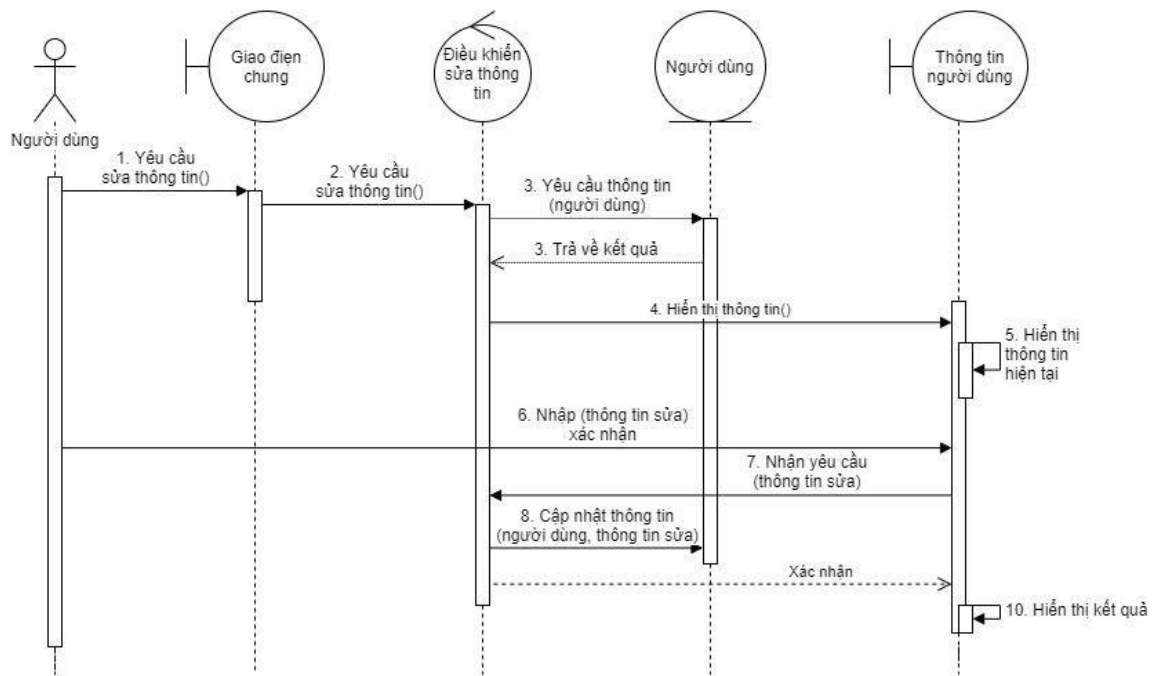 Giao điện
chung
Điều khiển
sửa thông
tin
Người dùng
Thông tin
người dùng
Người dùng
1. Yêu cầu
sửa thông tin()
2. Yêu cầu
sửa thông tin()
3. Yêu cầu thông tin
(người dùng)
3. Trả về kết quả
4. Hiển thị thông tin()
5. Hiển thị
thông tin
hiện tại
6. Nhập (thông tin sửa)
xác nhận
7. Nhận yêu cầu
(thông tin sửa)
8. Cập nhật thông tin
(người dùng, thông tin sửa)
Xác nhận
10. Hiển thị kết quả